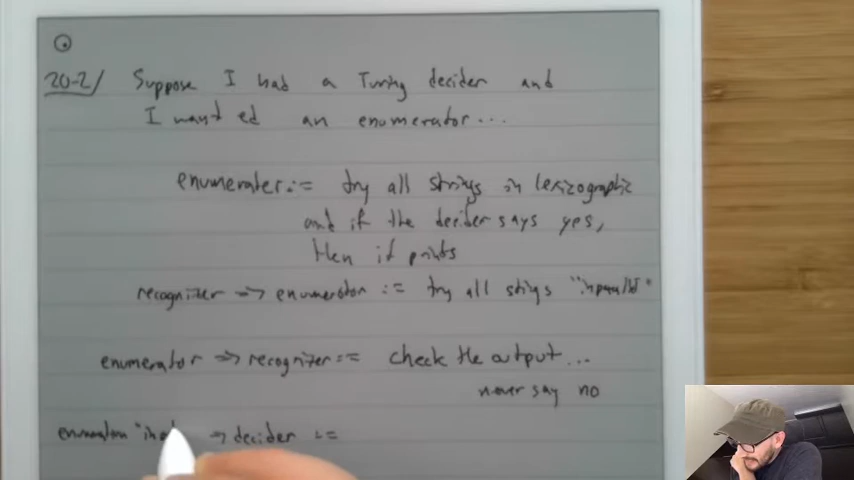 20-2/ Suppose I had a Turing decider and
I wanted an enumerator...
enumerater := try all strings in lexicographic
and if the decider says yes,
then it prints
recognizer => enumerator := try all strings "in parallel"
enumerator => recognizer := check the output...
never say no
enumerator => decider :=